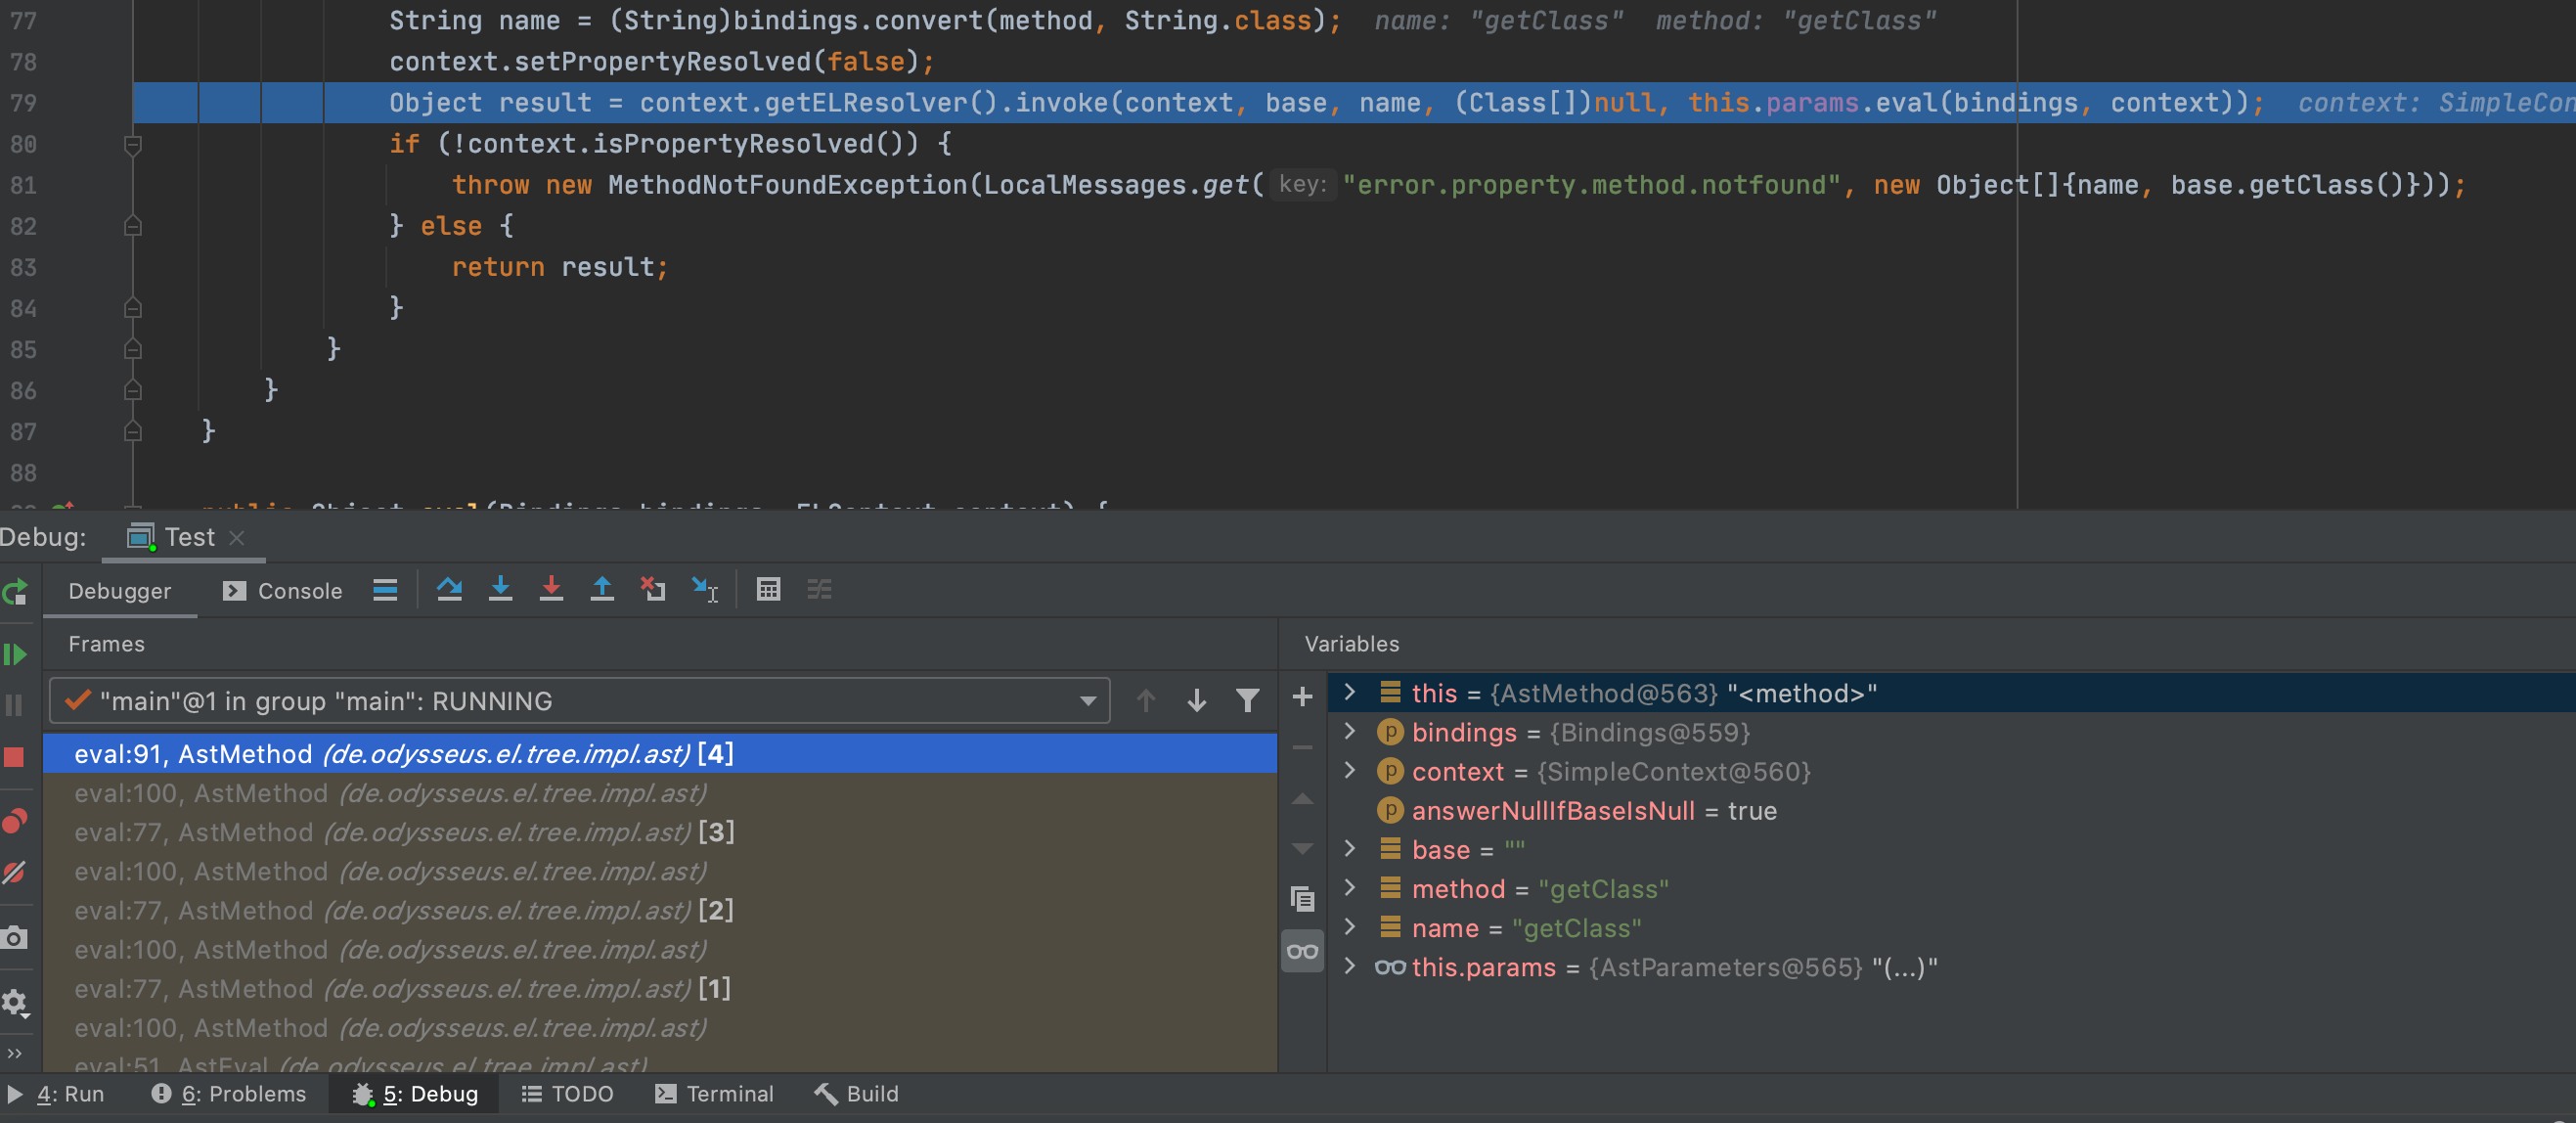 77 String name = (String)bindings.convert(method, String.class); name: "getClass" method: "getClass"
78 context.setPropertyResolved(false);
79 Object result = context.getELResolver().invoke(context, base, name, (Class[])null, this.params.eval(bindings, context)); context: SimpleCon
80 if (!context.isPropertyResolved()) {
81 throw new MethodNotFoundException(LocalMessages.get( key: "error.property.method.notfound", new Object[]{name, base.getClass()}));
82 } else {
83 return result;
84 }
85 }
86 }
87 }
88
public Object eval(Bindings bindings, ELContext context) {
Debug: Test
Debugger Console
Frames
"main"@1 in group "main": RUNNING
eval:91, AstMethod (de.odysseus.el.tree.impl.ast) [4]
eval:100, AstMethod (de.odysseus.el.tree.impl.ast)
eval:77, AstMethod (de.odysseus.el.tree.impl.ast) [3]
eval:100, AstMethod (de.odysseus.el.tree.impl.ast)
eval:77, AstMethod (de.odysseus.el.tree.impl.ast) [2]
eval:100, AstMethod (de.odysseus.el.tree.impl.ast)
eval:77, AstMethod (de.odysseus.el.tree.impl.ast) [1]
eval:100, AstMethod (de.odysseus.el.tree.impl.ast)
eval:51, AstEval (de.odysseus.el.tree.impl.ast)
Variables
this = {AstMethod@563} "<method>"
bindings = {Bindings@559}
context = {SimpleContext@560}
answerNullIfBaseIsNull = true
base = ""
method = "getClass"
name = "getClass"
this.params = {AstParameters@565} "(...)"
4: Run 6: Problems 5: Debug TODO Terminal Build